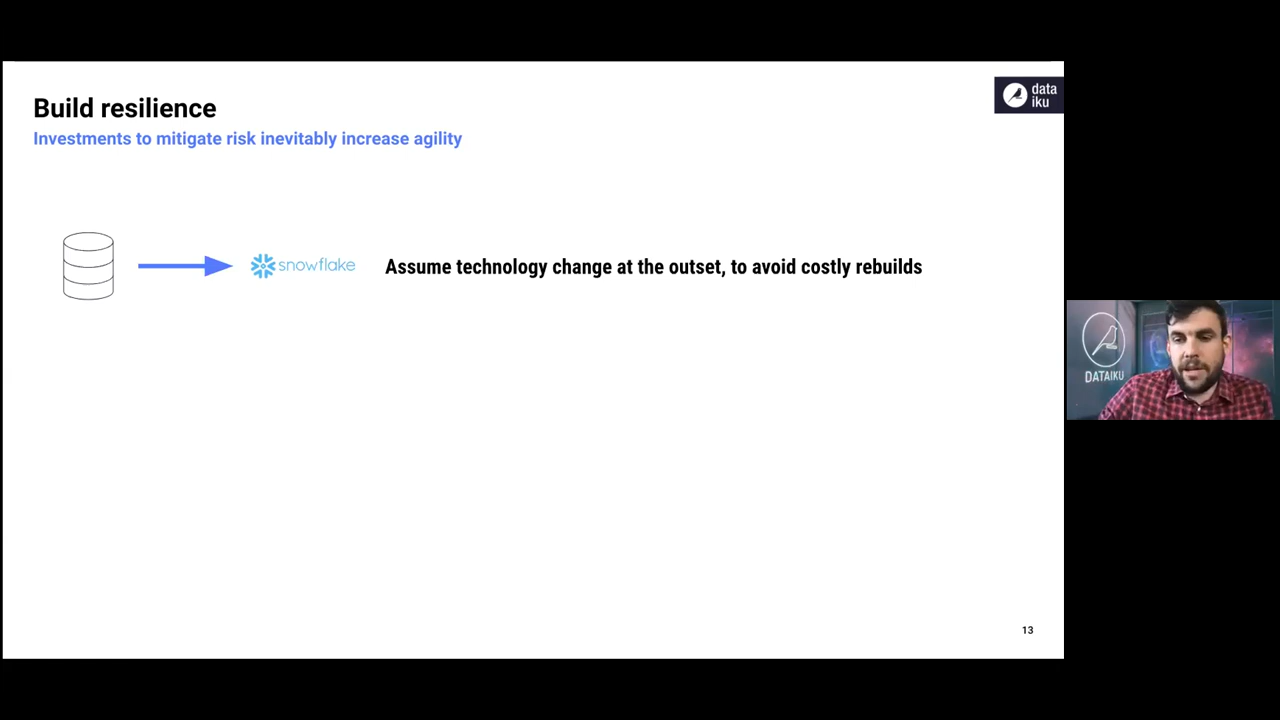 Build resilience
Investments to mitigate risk inevitably increase agility
data
iku
snowflake
Assume technology change at the outset, to avoid costly rebuilds
DATAIKU
13